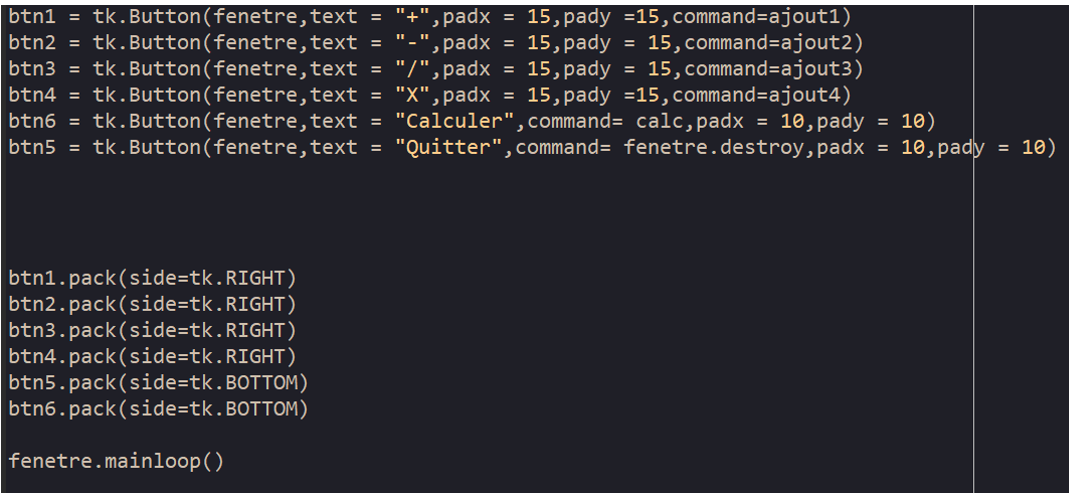 btn1 = tk.Button(fenetre,text = "+",padx = 15,pady =15,command=ajout1)
btn2 = tk.Button(fenetre,text = "-",padx = 15,pady = 15,command=ajout2)
btn3 = tk.Button(fenetre,text = "/",padx = 15,pady = 15,command=ajout3)
btn4 = tk.Button(fenetre,text = "X",padx = 15,pady =15,command=ajout4)
btn6 = tk.Button(fenetre,text = "Calculer",command= calc,padx = 10,pady = 10)
btn5 = tk.Button(fenetre,text = "Quitter",command= fenetre.destroy,padx = 10,pady = 10)
btn1.pack(side=tk.RIGHT)
btn2.pack(side=tk.RIGHT)
btn3.pack(side=tk.RIGHT)
btn4.pack(side=tk.RIGHT)
btn5.pack(side=tk.BOTTOM)
btn6.pack(side=tk.BOTTOM)
fenetre.mainloop()